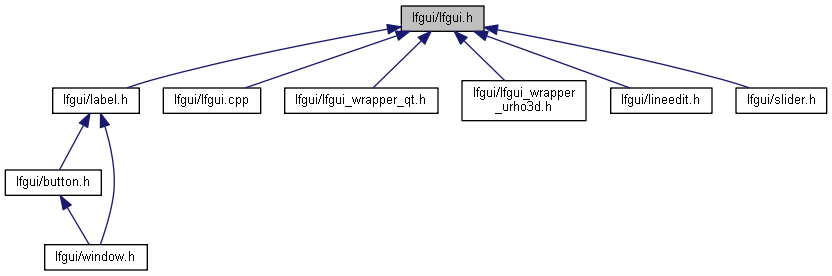 lfgui/lfgui.h
lfgui/label.h
lfgui/lfgui.cpp
lfgui/lfgui_wrapper_qt.h
lfgui/lfgui_wrapper
_urho3d.h
lfgui/lineedit.h
lfgui/slider.h
lfgui/button.h
lfgui/window.h